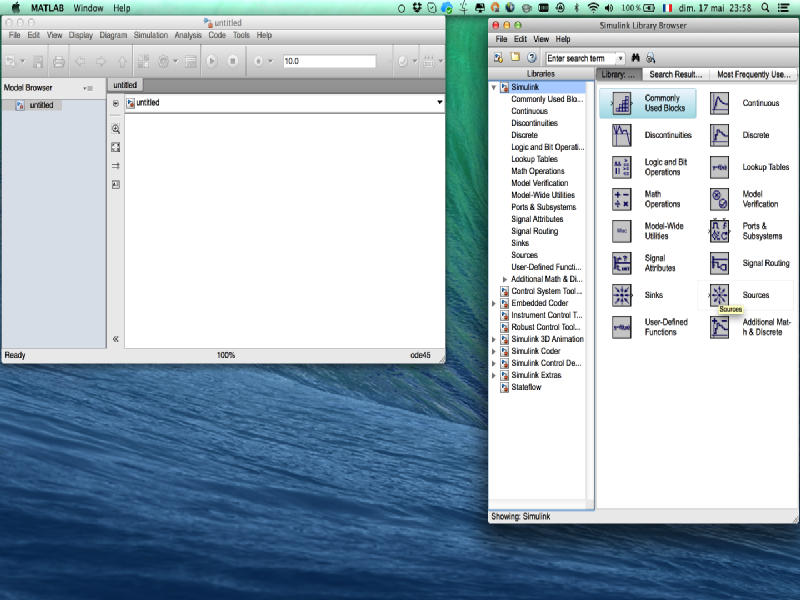 MATLAB Window Help
100 % dim. 17 mai 23:58
untitled
File Edit View Display Diagram Simulation Analysis Code Tools Help
10.0
Model Browser
untitled
untitled
untitled
Ready 100% ode45
Simulink Library Browser
File Edit View Help
Enter search term
Libraries
Simulink
Commonly Used Blo...
Continuous
Discontinuities
Discrete
Logic and Bit Operati...
Lookup Tables
Math Operations
Model Verification
Model-Wide Utilities
Ports & Subsystems
Signal Attributes
Signal Routing
Sinks
Sources
User-Defined Functi...
Additional Math & Di...
Control System Tool...
Embedded Coder
Instrument Control T...
Robust Control Tool...
Simulink 3D Animation
Simulink Coder
Simulink Control De...
Simulink Extras
Stateflow
Library: ... Search Result... Most Frequently Use...
Commonly
Used Blocks
Continuous
Discontinuities
Discrete
Logic and Bit
Operations
Lookup Tables
Math
Operations
Model
Verification
Misc
Model-Wide
Utilities
Ports &
Subsystems
Signal
Attributes
Signal Routing
Sinks
Sources
Sources
User-Defined
Functions
Additional Mat-
h & Discrete
Showing: Simulink